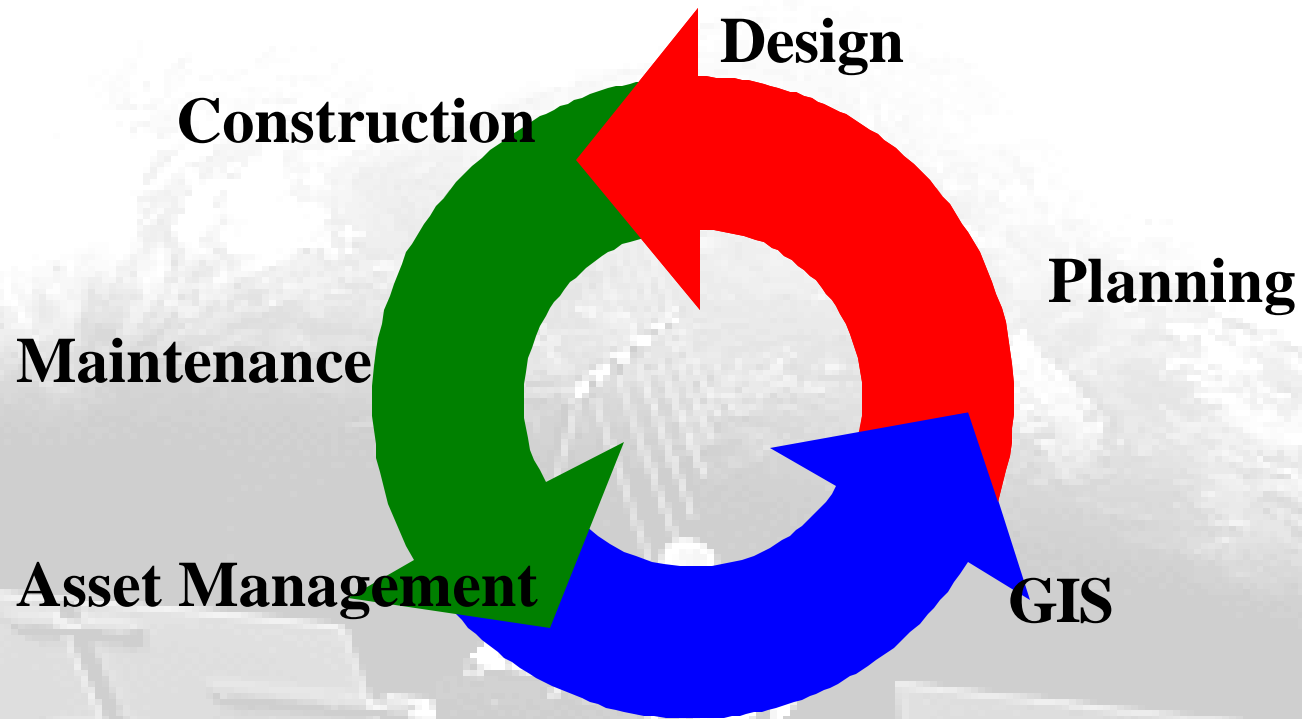 Design
Construction
Planning
Maintenance
Asset Management
GIS